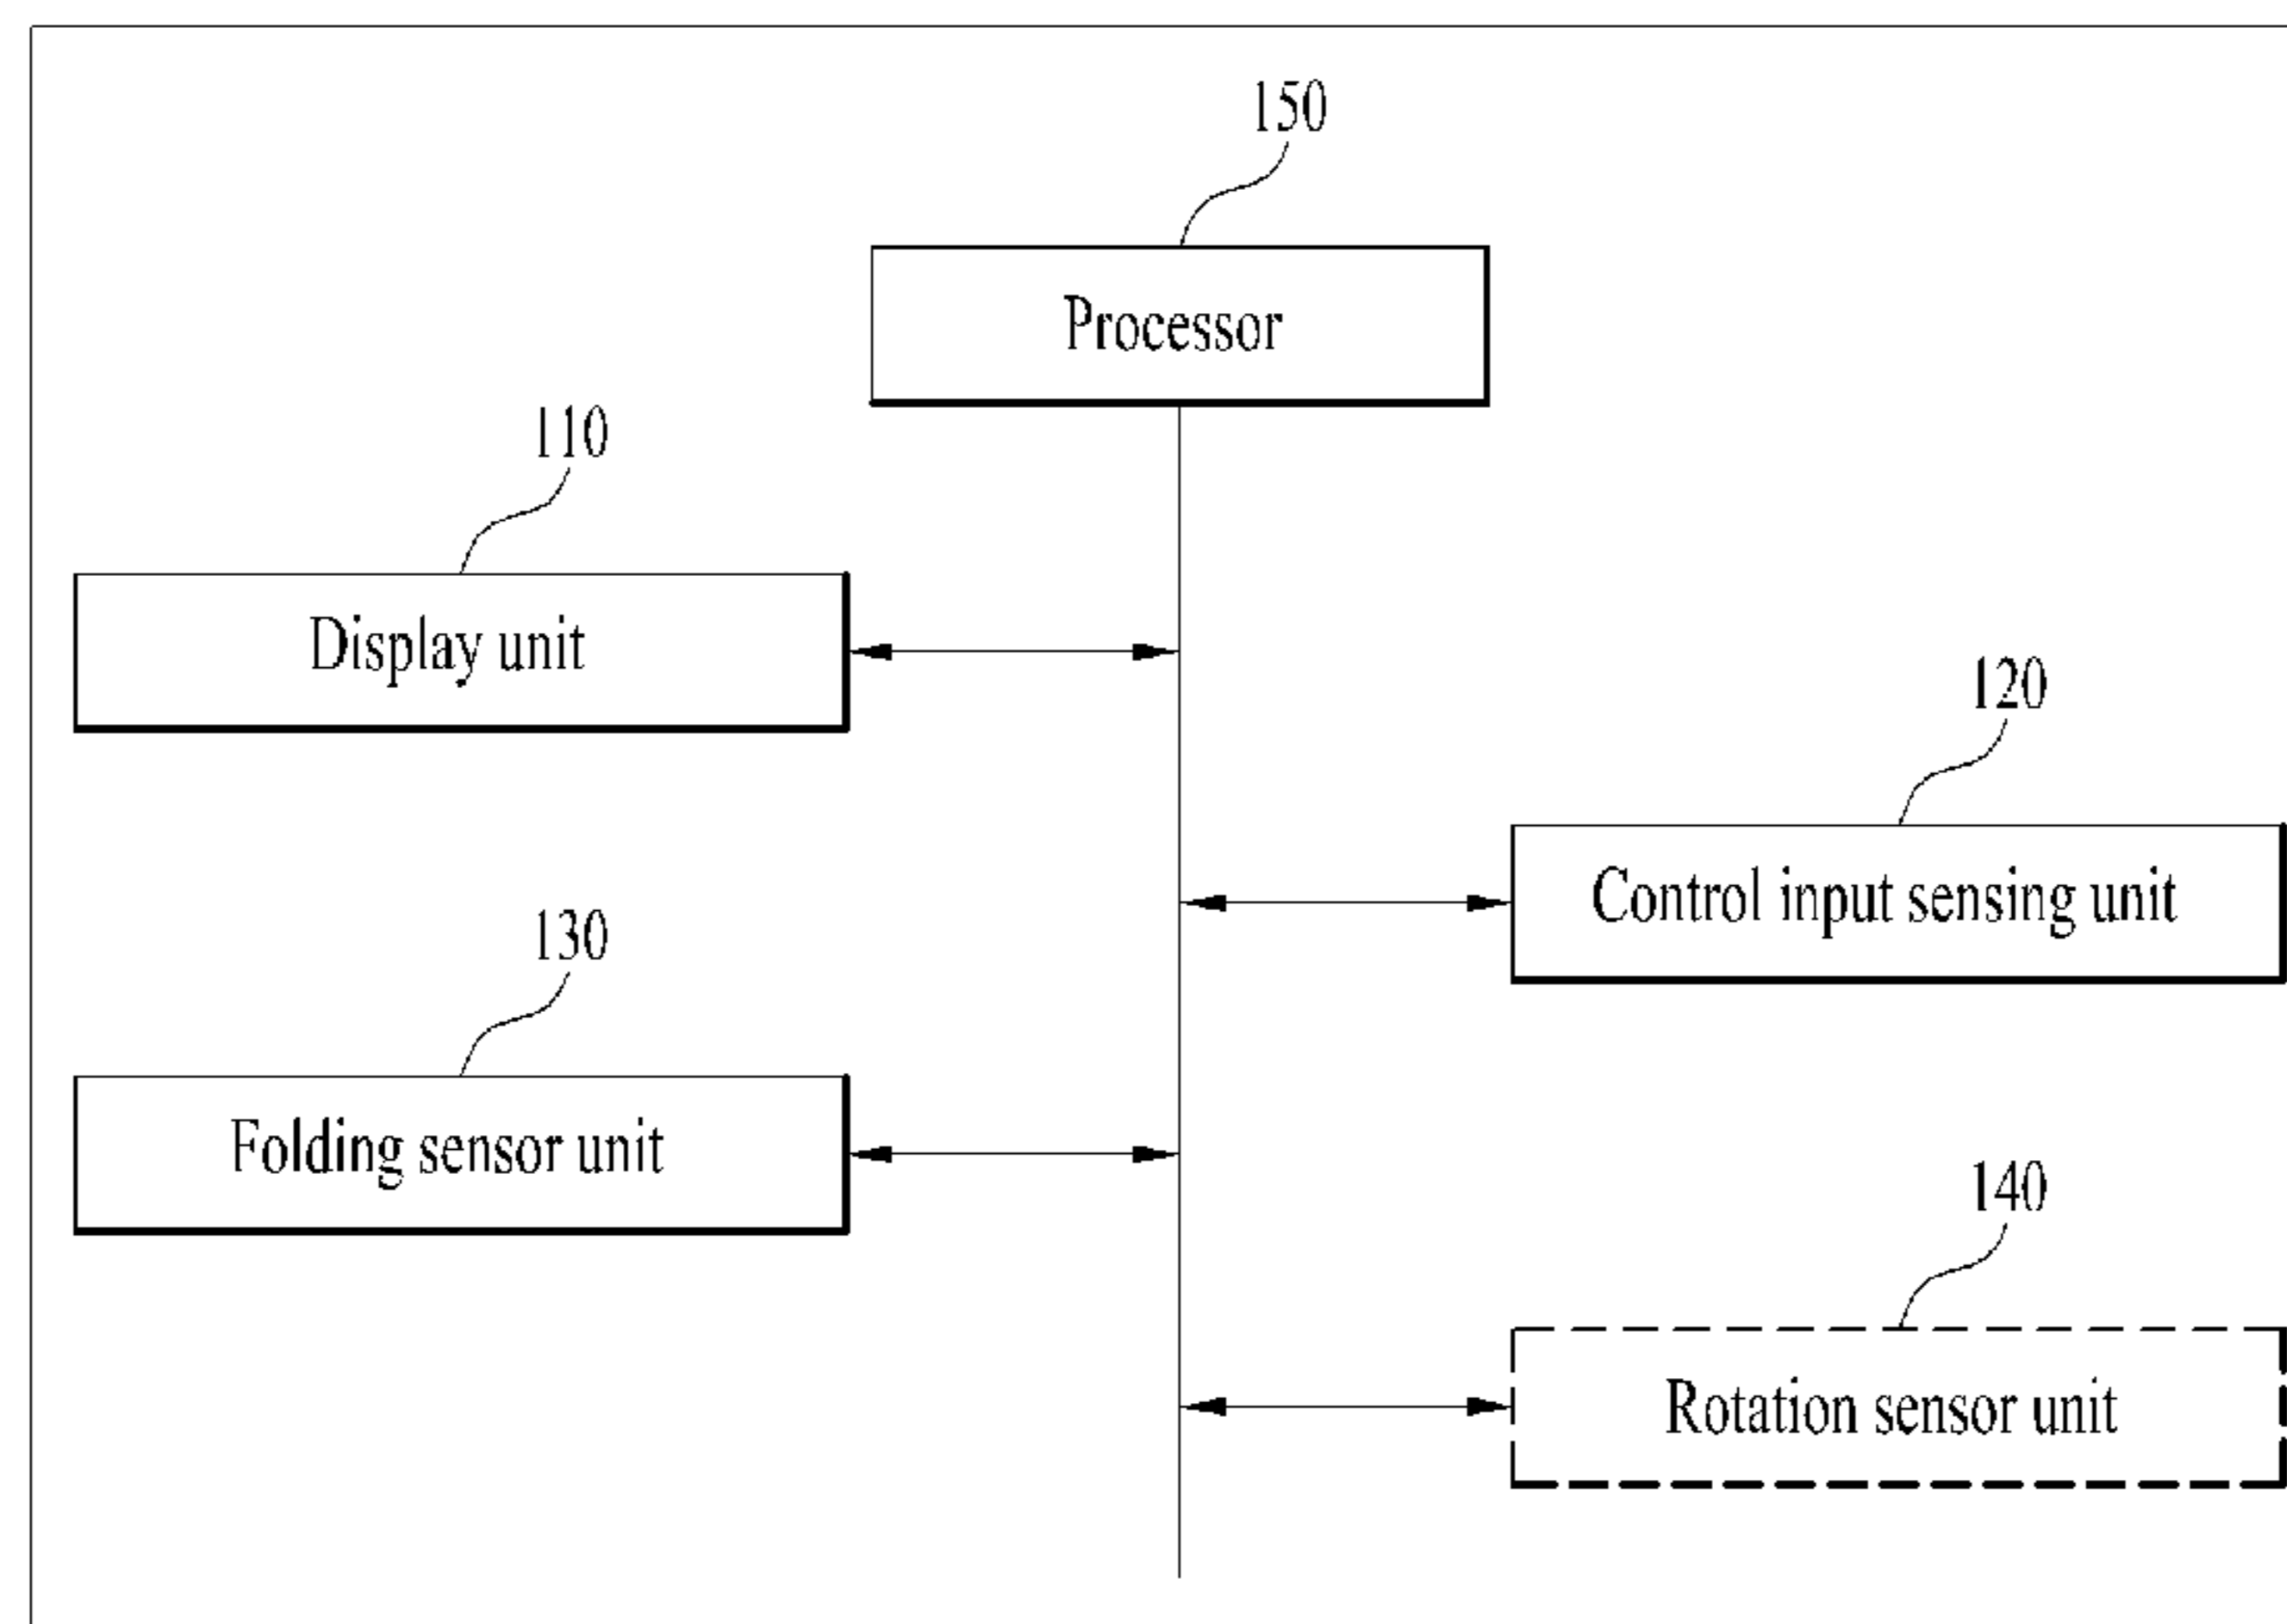 150
Processor
110
Display unit
120
Control input sensing unit
130
Folding sensor unit
140
Rotation sensor unit